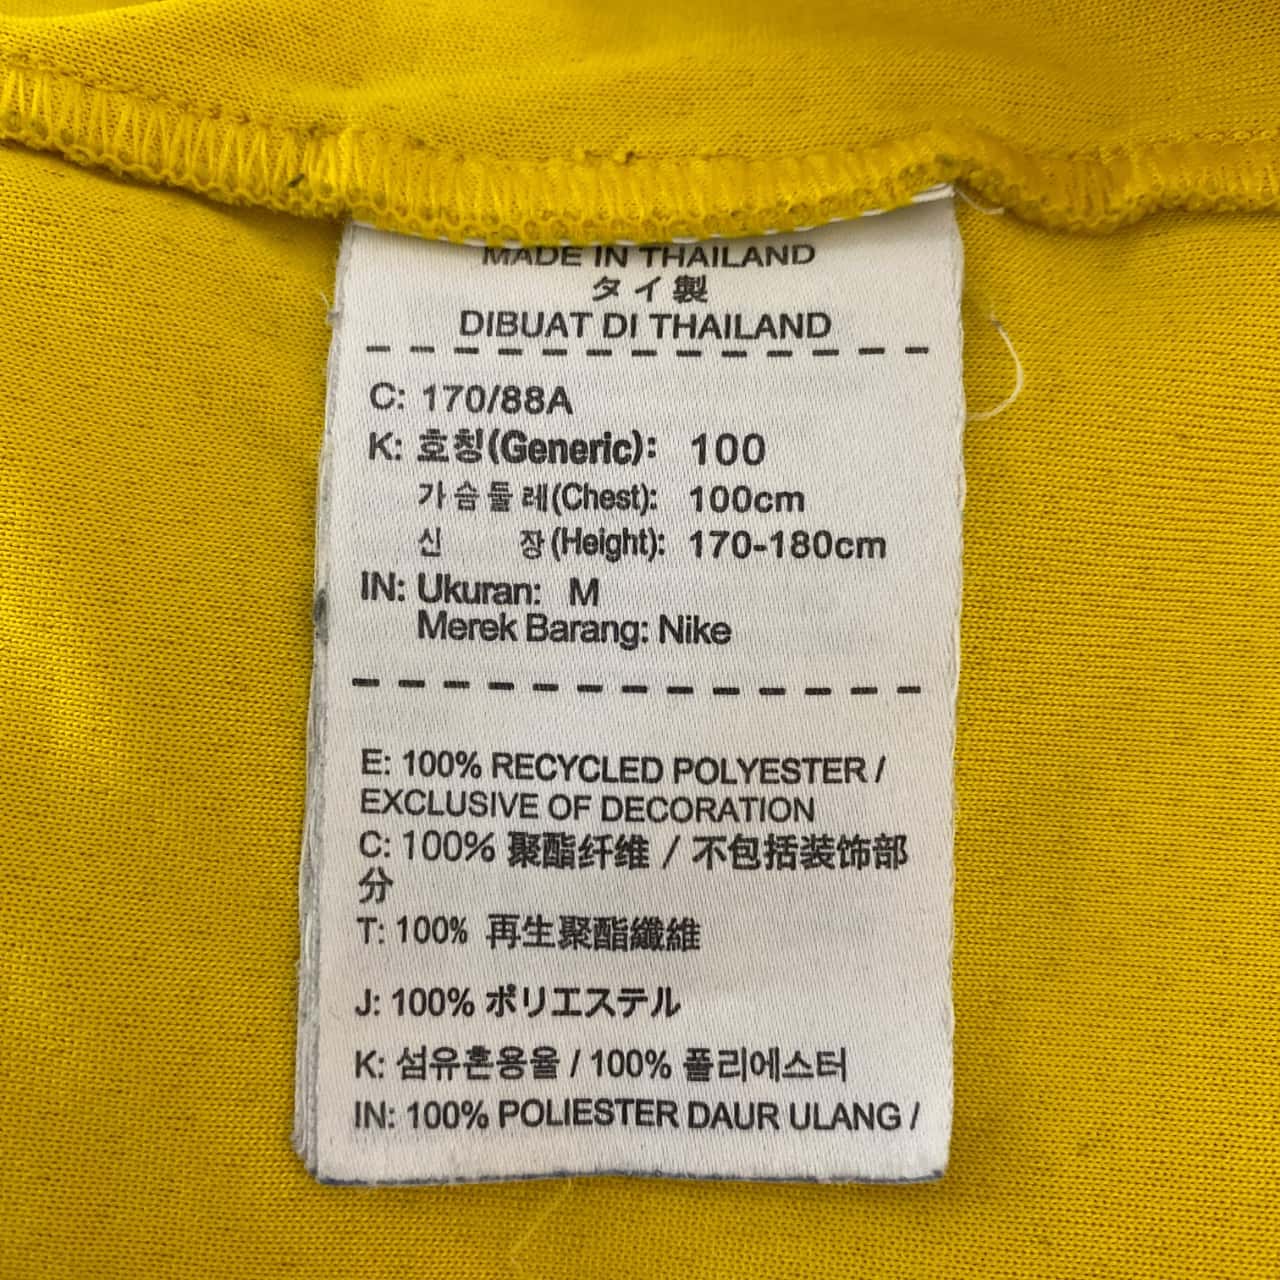 MADE IN THAILAND
タイ製
DIBUAT DI THAILAND
C: 170/88A
K: 호칭(Generic): 100
가슴둘레(Chest): 100cm
신 장(Height): 170-180cm
IN: Ukuran: M
Merek Barang: Nike
E: 100% RECYCLED POLYESTER /
EXCLUSIVE OF DECORATION
C: 100% 聚酯纤维 / 不包括装饰部
分
T: 100% 再生聚酯纖維
J: 100% ポリエステル
K: 섬유혼용율 / 100% 폴리에스터
IN: 100% POLIESTER DAUR ULANG /